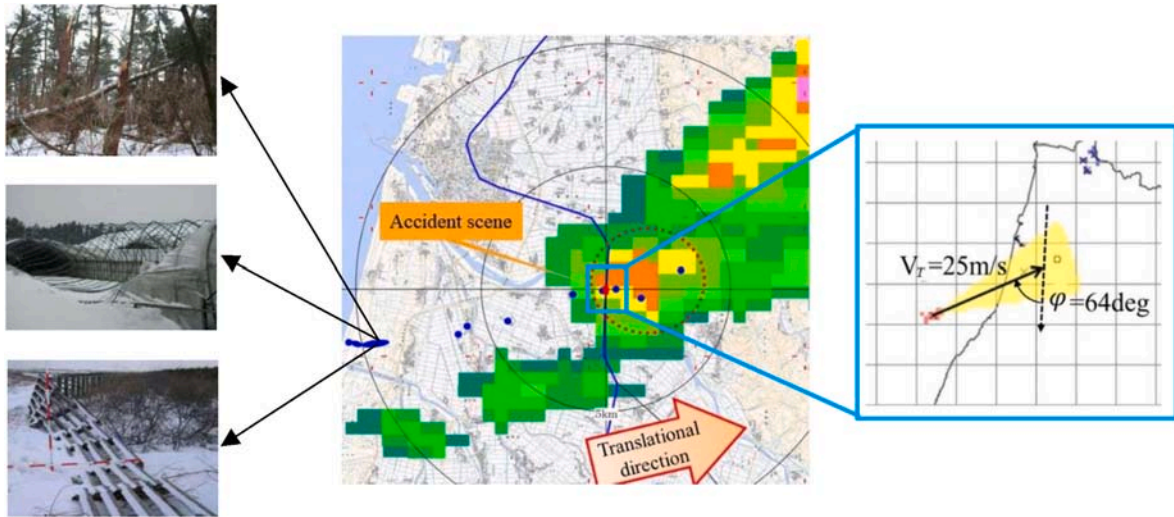 Accident scene
5km
Translational
direction
V_T=25m/s
φ=64deg